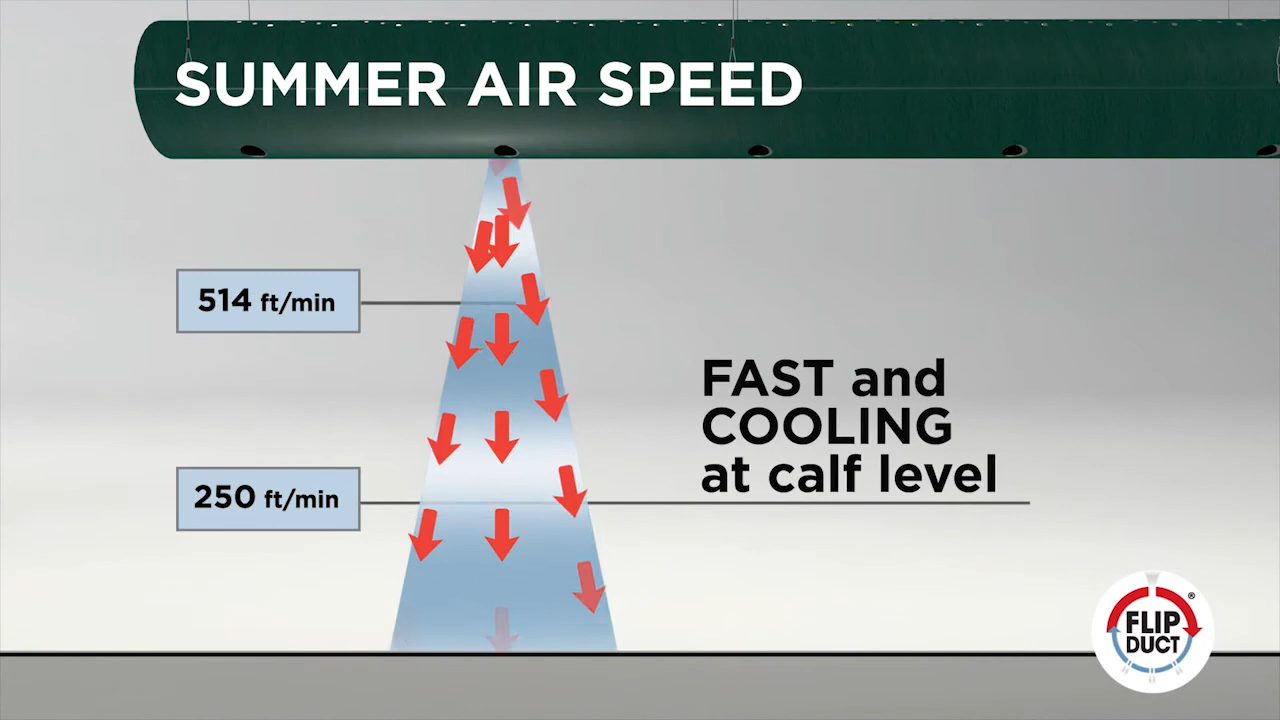 SUMMER AIR SPEED
514 ft/min
FAST and
COOLING
at calf level
250 ft/min
FLIP
DUCT
®